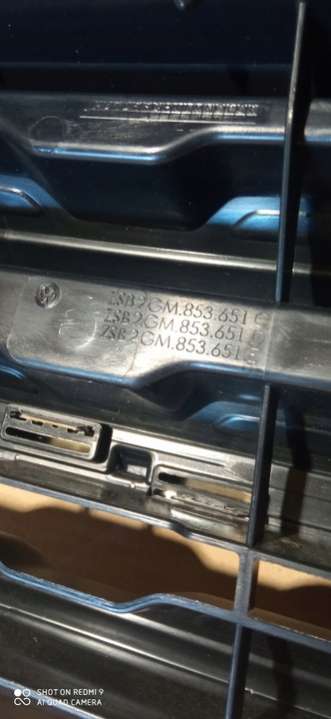 ZSB 2GM.853.651
ZSB 2GM.853.651
ZSB 2GM.853.651
SHOT ON REDMI 9
AI QUAD CAMERA